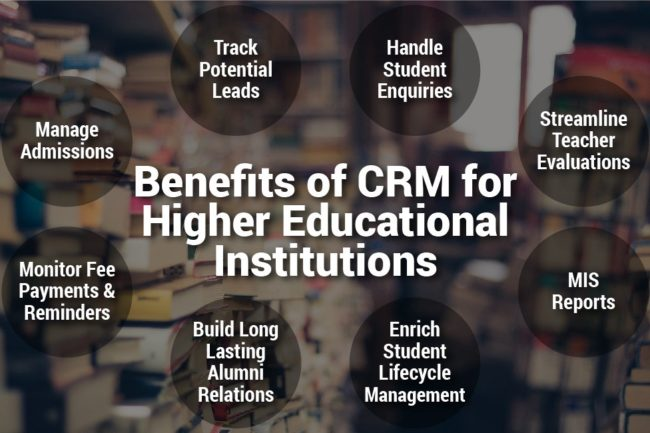 Track
Potential
Leads
Handle
Student
Enquiries
Manage
Admissions
Streamline
Teacher
Evaluations
Benefits of CRM for
Higher Educational
Institutions
Monitor Fee
Payments &
Reminders
MIS
Reports
Build Long
Lasting
Alumni
Relations
Enrich
Student
Lifecycle
Management